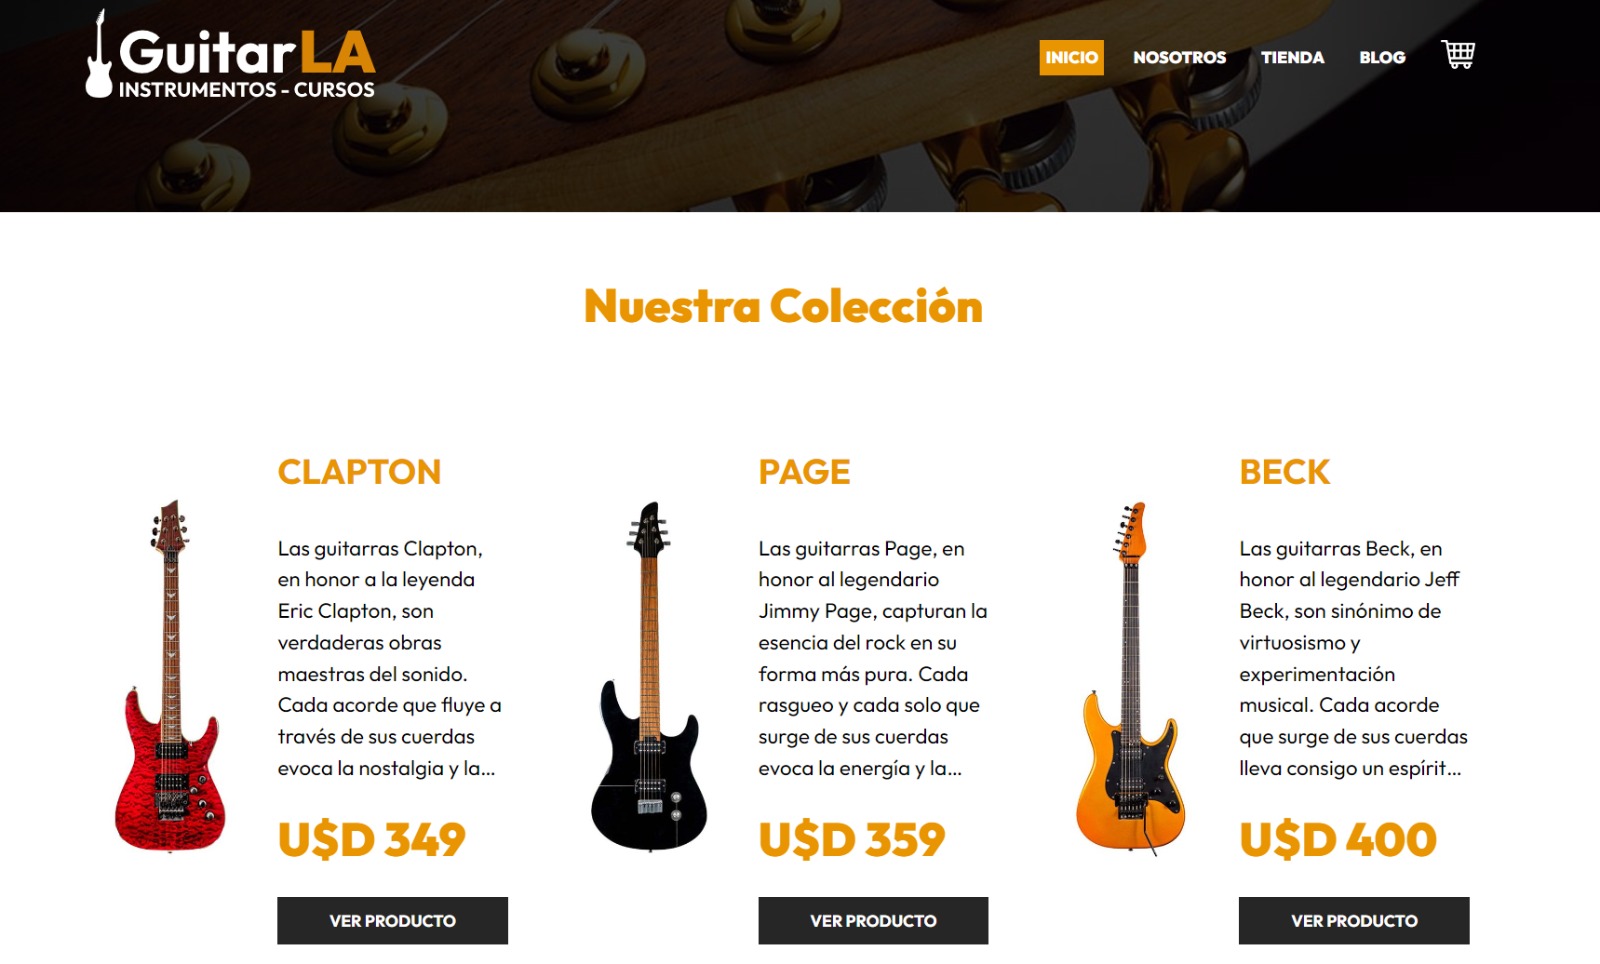 GuitarLA
INSTRUMENTOS - CURSOS
INICIO NOSOTROS TIENDA BLOG
Nuestra Colección
CLAPTON
Las guitarras Clapton,
en honor a la leyenda
Eric Clapton, son
verdaderas obras
maestras del sonido.
Cada acorde que fluye a
través de sus cuerdas
evoca la nostalgia y la...
U$D 349
VER PRODUCTO
PAGE
Las guitarras Page, en
honor al legendario
Jimmy Page, capturan la
esencia del rock en su
forma más pura. Cada
rasgueo y cada solo que
surge de sus cuerdas
evoca la energía y la...
U$D 359
VER PRODUCTO
BECK
Las guitarras Beck, en
honor al legendario Jeff
Beck, son sinónimo de
virtuosismo y
experimentación
musical. Cada acorde
que surge de sus cuerdas
lleva consigo un espírit...
U$D 400
VER PRODUCTO